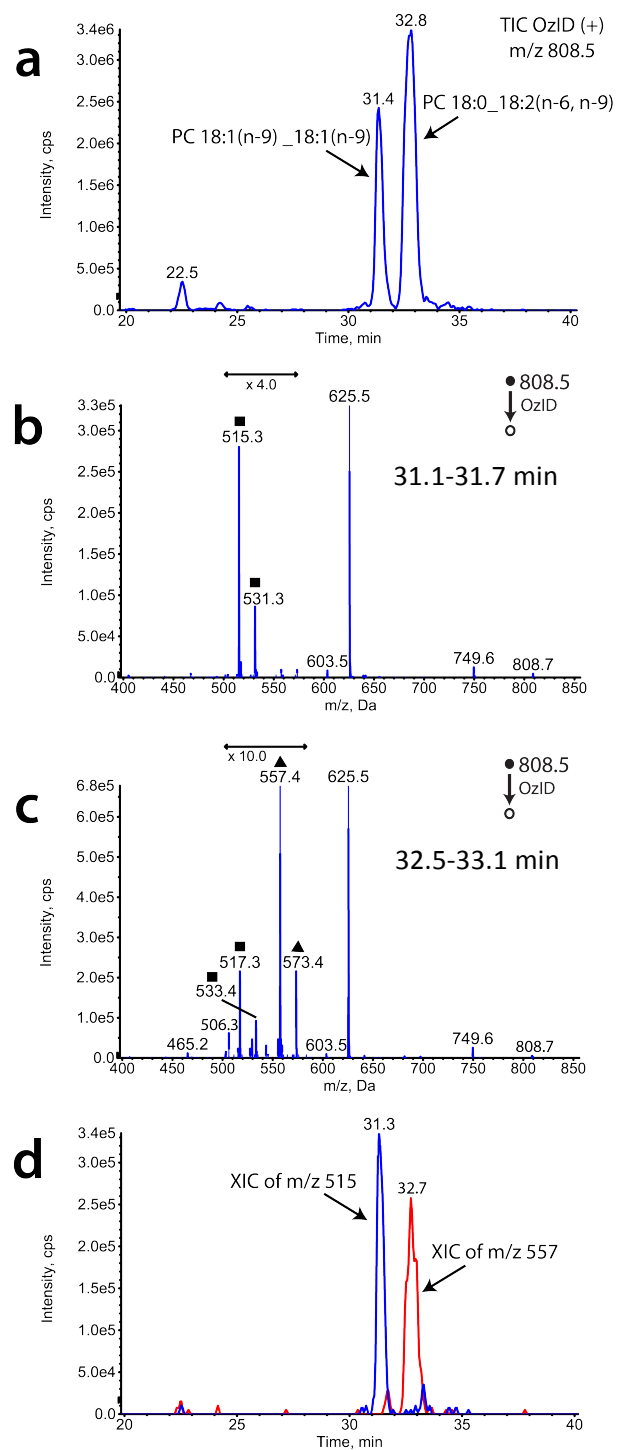 a
TIC OzID (+)
m/z 808.5
3.4e6
3.0e6
2.5e6
2.0e6
1.5e6
1.0e6
5.0e5
0.0
Intensity, cps
32.8
31.4
22.5
PC 18:0_18:2(n-6, n-9)
PC 18:1(n-9) _18:1(n-9)
20 25 30 35 40
Time, min
b
x 4.0
808.5
OzID
31.1-31.7 min
3.3e5
3.0e5
2.5e5
2.0e5
1.5e5
1.0e5
5.0e4
0.0
Intensity, cps
625.5
515.3
531.3
603.5
749.6
808.7
400 450 500 550 600 650 700 750 800 850
m/z, Da
c
x 10.0
808.5
OzID
32.5-33.1 min
6.8e5
6.0e5
5.0e5
4.0e5
3.0e5
2.0e5
1.0e5
0.0
Intensity, cps
557.4
625.5
517.3
573.4
533.4
506.3
465.2
603.5
749.6
808.7
400 450 500 550 600 650 700 750 800 850
m/z, Da
d
3.4e5
3.0e5
2.5e5
2.0e5
1.5e5
1.0e5
5.0e4
0.0
Intensity, cps
31.3
32.7
XIC of m/z 515
XIC of m/z 557
20 25 30 35 40
Time, min